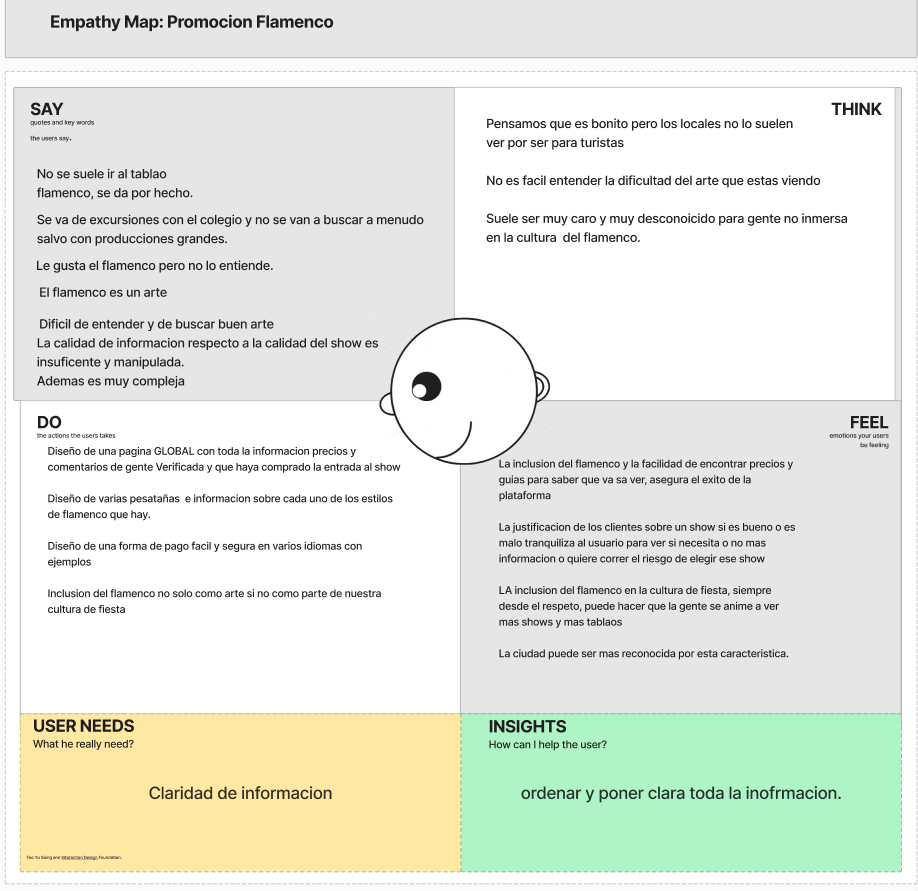 Empathy Map: Promocion Flamenco
SAY
quotes and key words
the users say.
No se suele ir al tablao
flamenco, se da por hecho.
Se va de excursiones con el colegio y no se van a buscar a menudo
salvo con producciones grandes.
Le gusta el flamenco pero no lo entiende.
El flamenco es un arte
Dificil de entender y de buscar buen arte
La calidad de informacion respecto a la calidad del show es
insuficente y manipulada.
Ademas es muy compleja
THINK
Pensamos que es bonito pero los locales no lo suelen
ver por ser para turistas
No es facil entender la dificultad del arte que estas viendo
Suele ser muy caro y muy desconoicido para gente no inmersa
en la cultura del flamenco.
DO
the actions the users takes
Diseño de una pagina GLOBAL con toda la informacion precios y
comentarios de gente Verificada y que haya comprado la entrada al show
Diseño de varias pesatañas e informacion sobre cada uno de los estilos
de flamenco que hay.
Diseño de una forma de pago facil y segura en varios idiomas con
ejemplos
Inclusion del flamenco no solo como arte si no como parte de nuestra
cultura de fiesta
FEEL
emotions your users
be feeling
La inclusion del flamenco y la facilidad de encontrar precios y
guias para saber que va sa ver, asegura el exito de la
plataforma
La justificacion de los clientes sobre un show si es bueno o es
malo tranquiliza al usuario para ver si necesita o no mas
informacion o quiere correr el riesgo de elegir ese show
LA inclusion del flamenco en la cultura de fiesta, siempre
desde el respeto, puede hacer que la gente se anime a ver
mas shows y mas tablaos
La ciudad puede ser mas reconocida por esta caracteristica.
USER NEEDS
What he really need?
Claridad de informacion
Teo Yu Siang and Interaction Design Foundation.
INSIGHTS
How can I help the user?
ordenar y poner clara toda la inofrmacion.